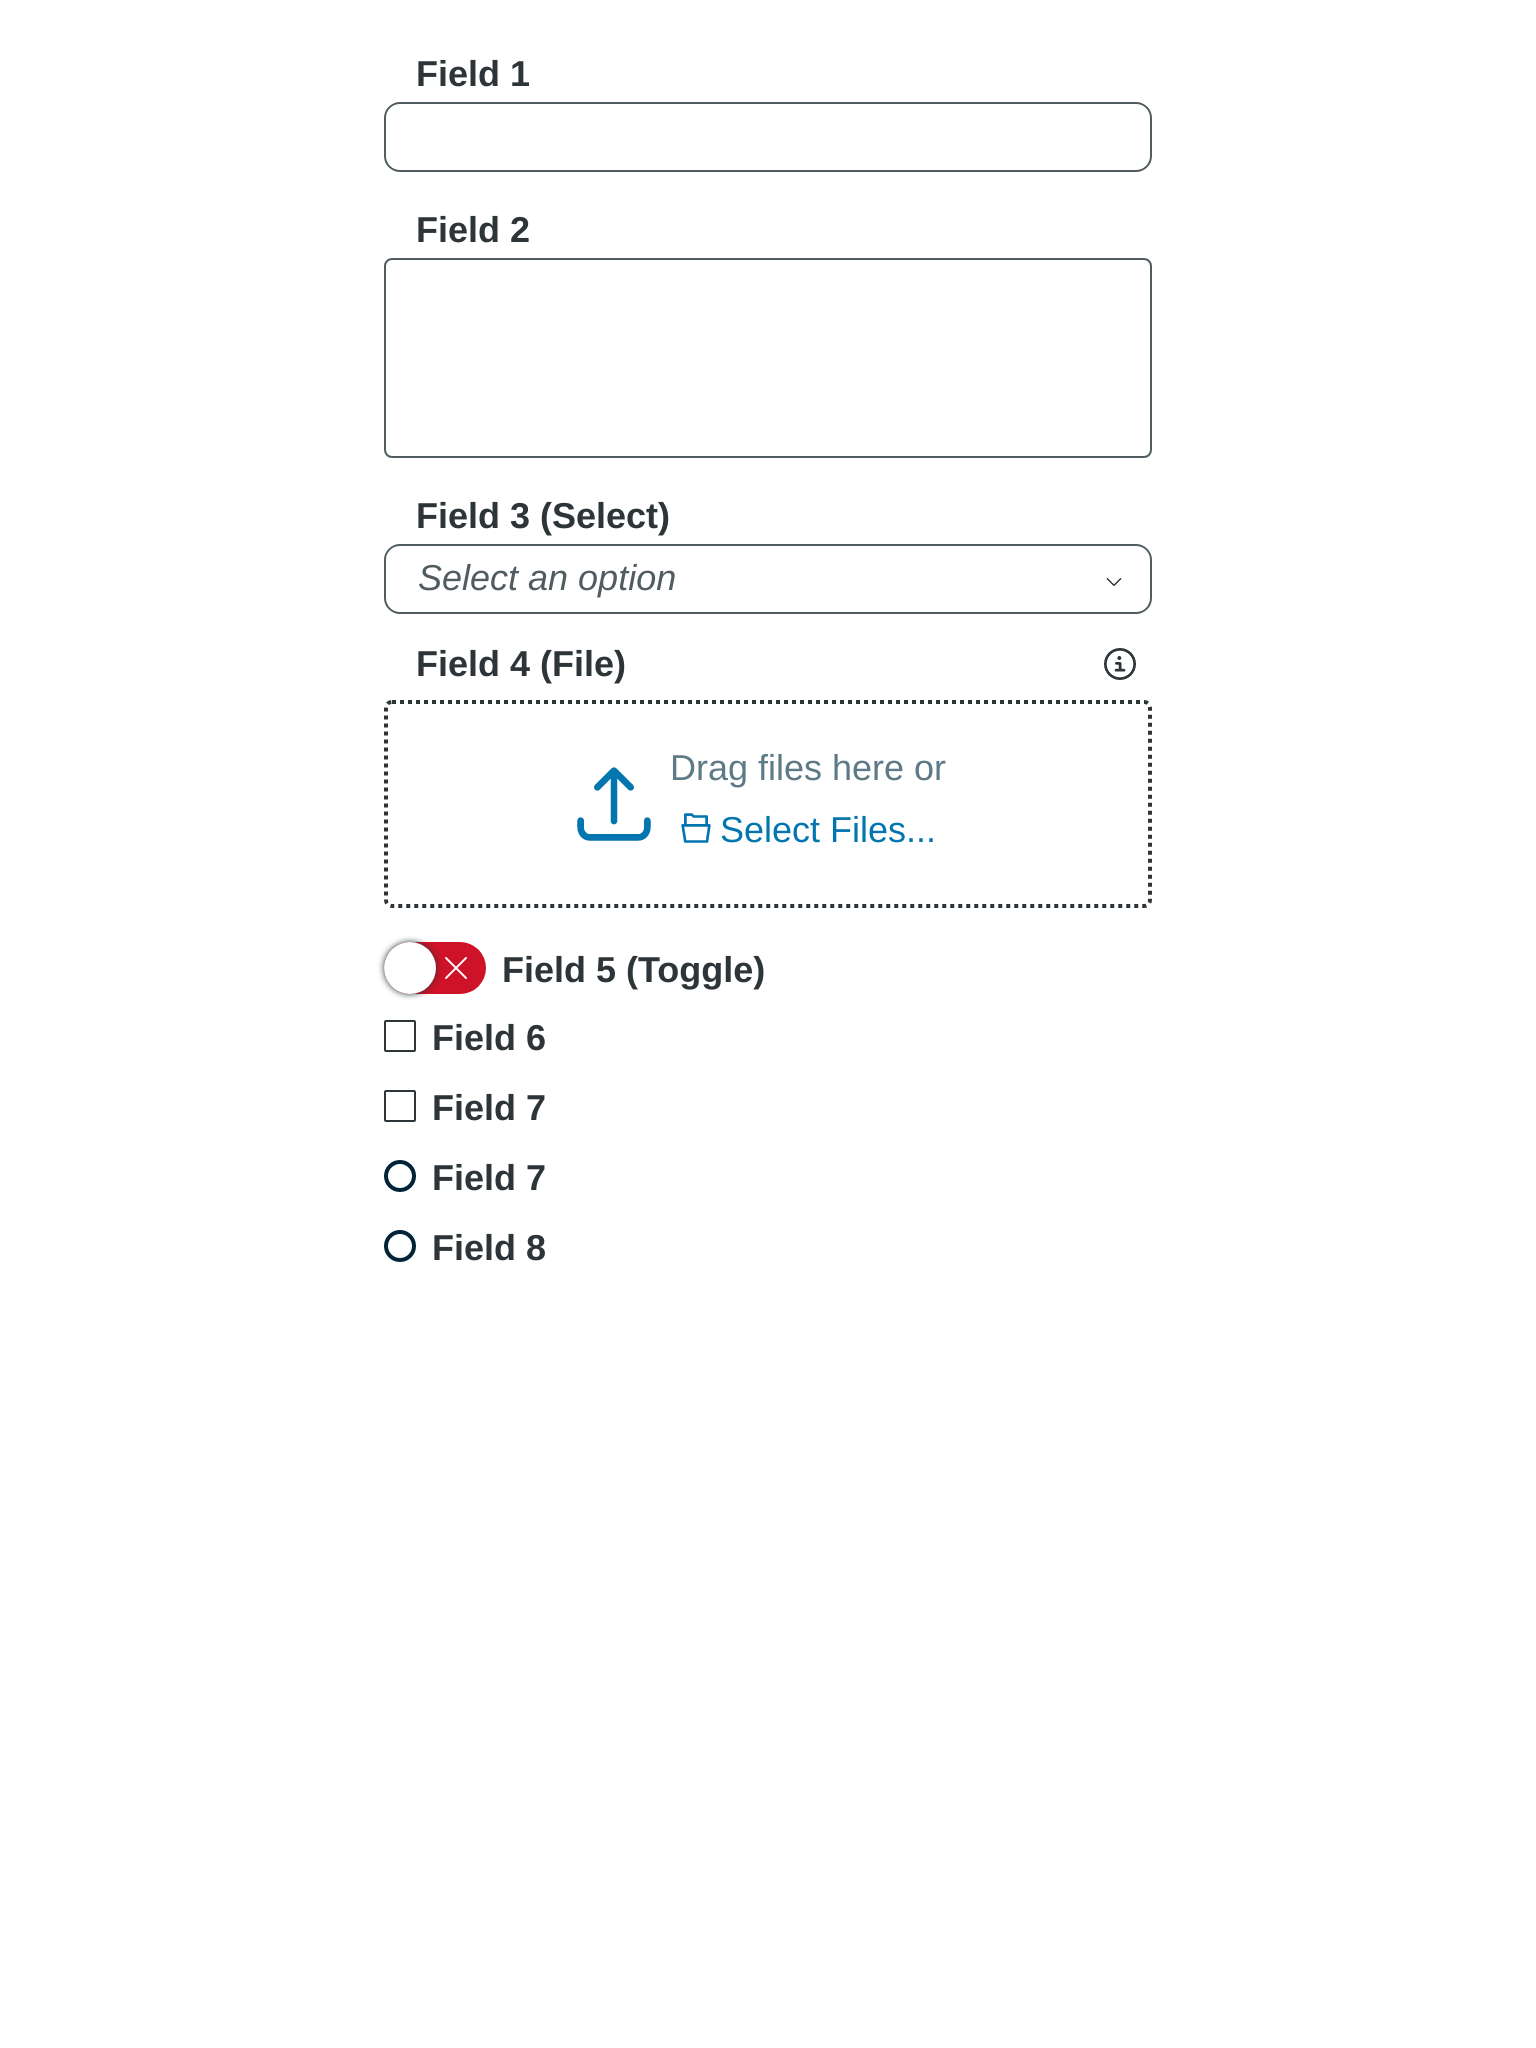 Field 1
Field 2
Field 3 (Select)
Select an option
Field 4 (File)
Drag files here or
Select Files...
Field 5 (Toggle)
Field 6
Field 7
Field 7
Field 8